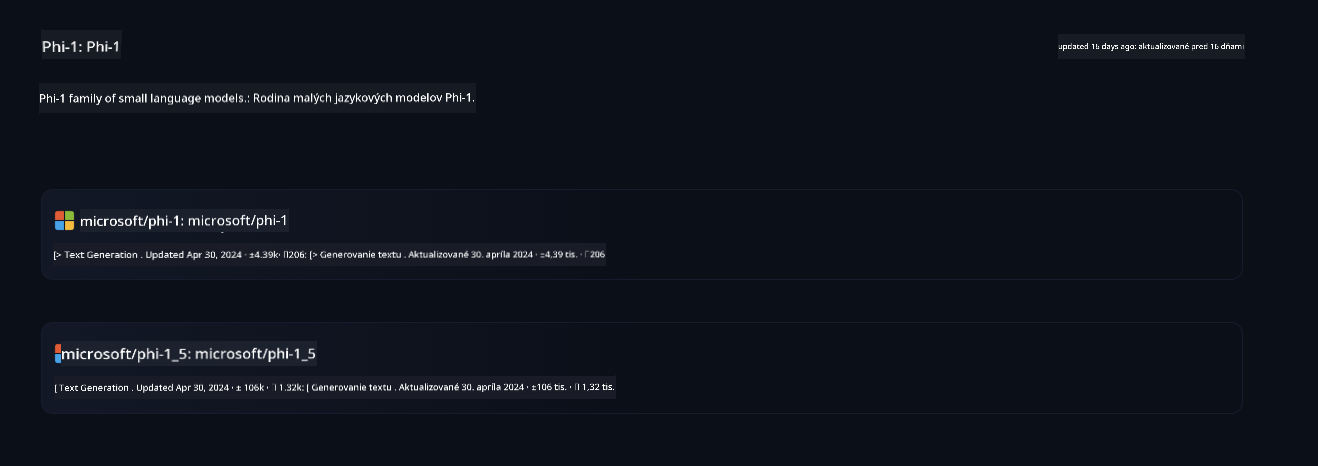 Phi-1: Phi-1
updated 16 days ago: aktualizované pred 16 dňami
Phi-1 family of small language models.: Rodina malých jazykových modelov Phi-1.
microsoft/phi-1: microsoft/phi-1
[> Text Generation . Updated Apr 30, 2024 · ±4.39k· 206: [> Generovanie textu . Aktualizované 30. apríla 2024 · ±4,39 tis. · 206
microsoft/phi-1_5: microsoft/phi-1_5
[ Text Generation . Updated Apr 30, 2024 · ± 106k · 1.32k: [ Generovanie textu . Aktualizované 30. apríla 2024 · ±106 tis. · 1,32 tis.